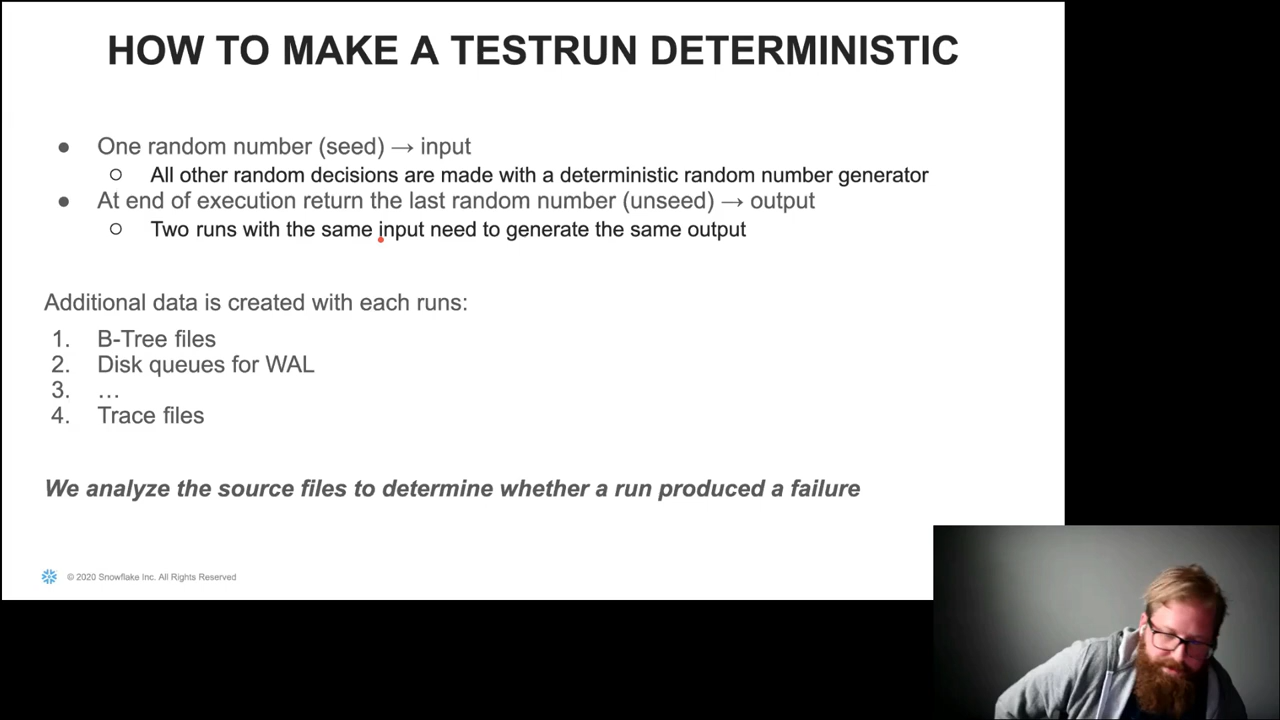 HOW TO MAKE A TESTRUN DETERMINISTIC
● One random number (seed) → input
○ All other random decisions are made with a deterministic random number generator
● At end of execution return the last random number (unseed) → output
○ Two runs with the same input need to generate the same output
Additional data is created with each runs:
1. B-Tree files
2. Disk queues for WAL
3. …
4. Trace files
We analyze the source files to determine whether a run produced a failure
© 2020 Snowflake Inc. All Rights Reserved